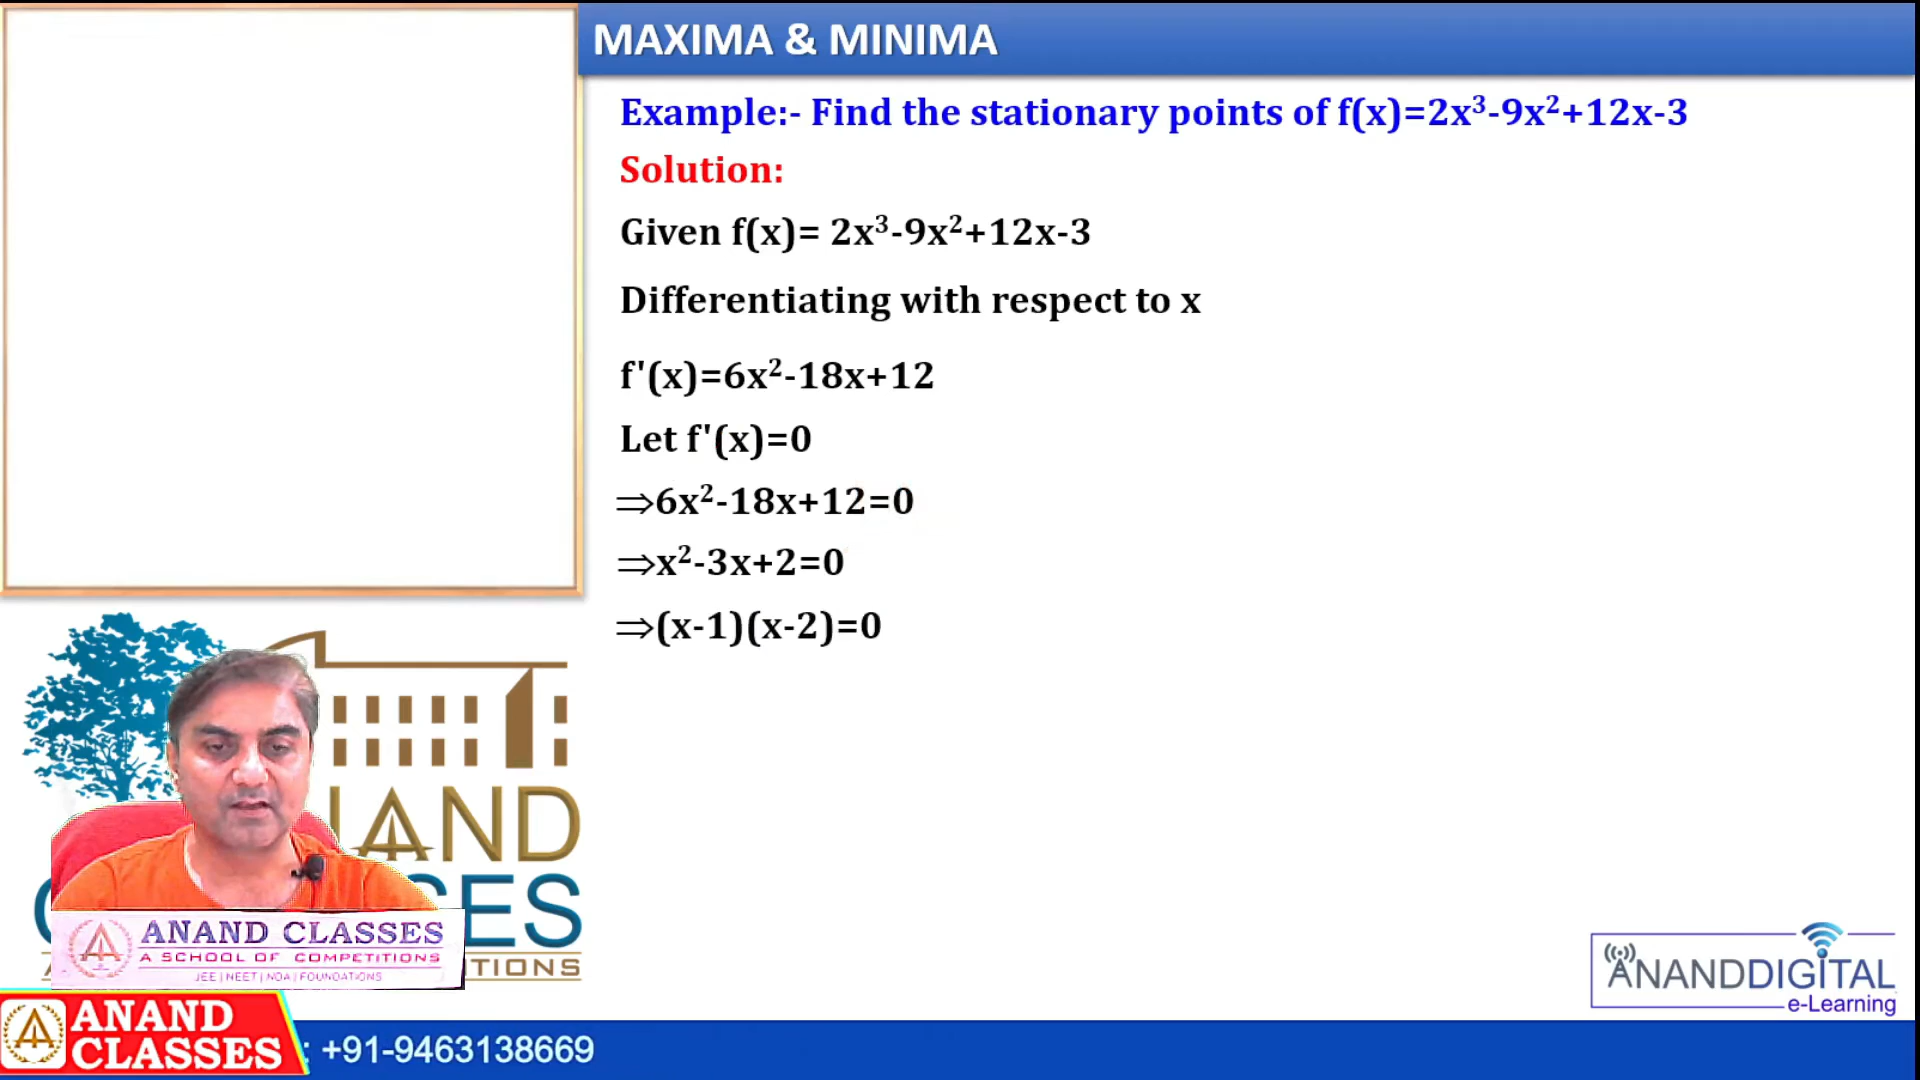 MAXIMA & MINIMA
Example:- Find the stationary points of f(x)=2x³-9x²+12x-3
Solution:
Given f(x)= 2x³-9x²+12x-3
Differentiating with respect to x
f'(x)=6x²-18x+12
Let f'(x)=0
⇒6x²-18x+12=0
⇒x²-3x+2=0
⇒(x-1)(x-2)=0
ANAND CLASSES
A SCHOOL OF COMPETITIONS
JEE | NEET | NDA | FOUNDATIONS
ANANDDIGITAL
e-Learning
ANAND
CLASSES
: +91-9463138669